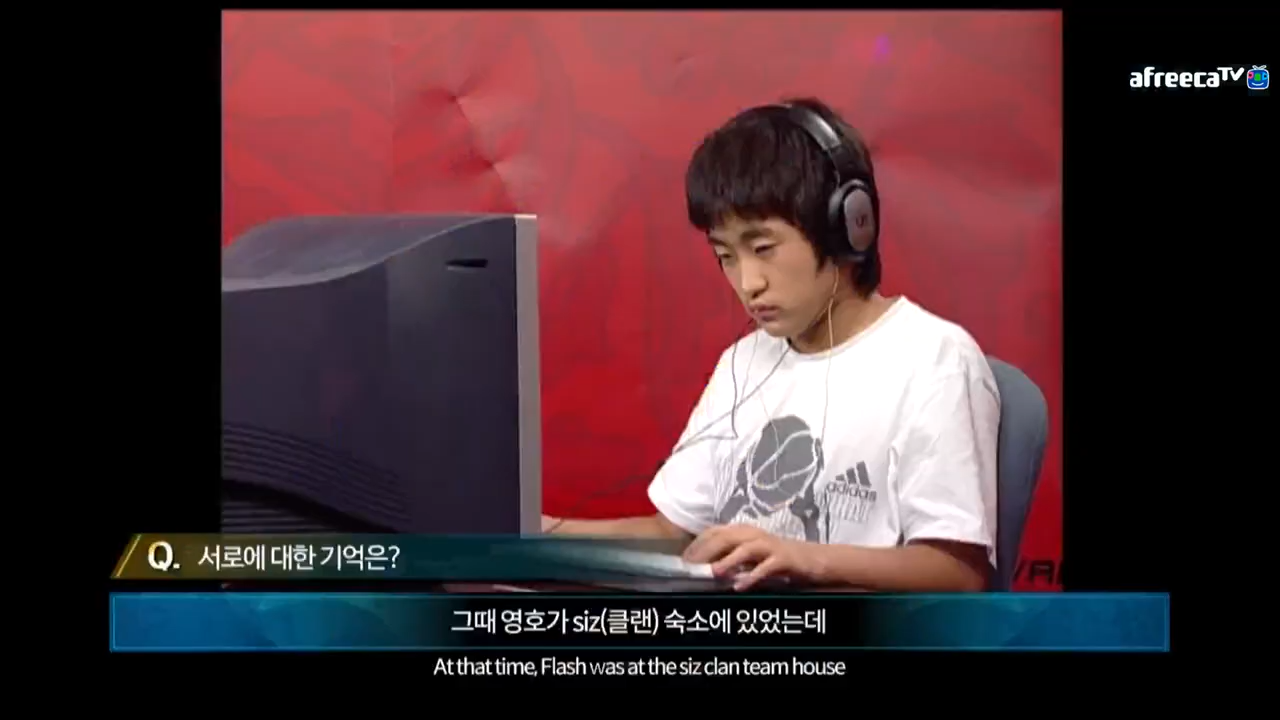 afreecaTV
adidas
Q. 서로에 대한 기억은?
그때 영호가 siz(클랜) 숙소에 있었는데
At that time, Flash was at the siz clan team house